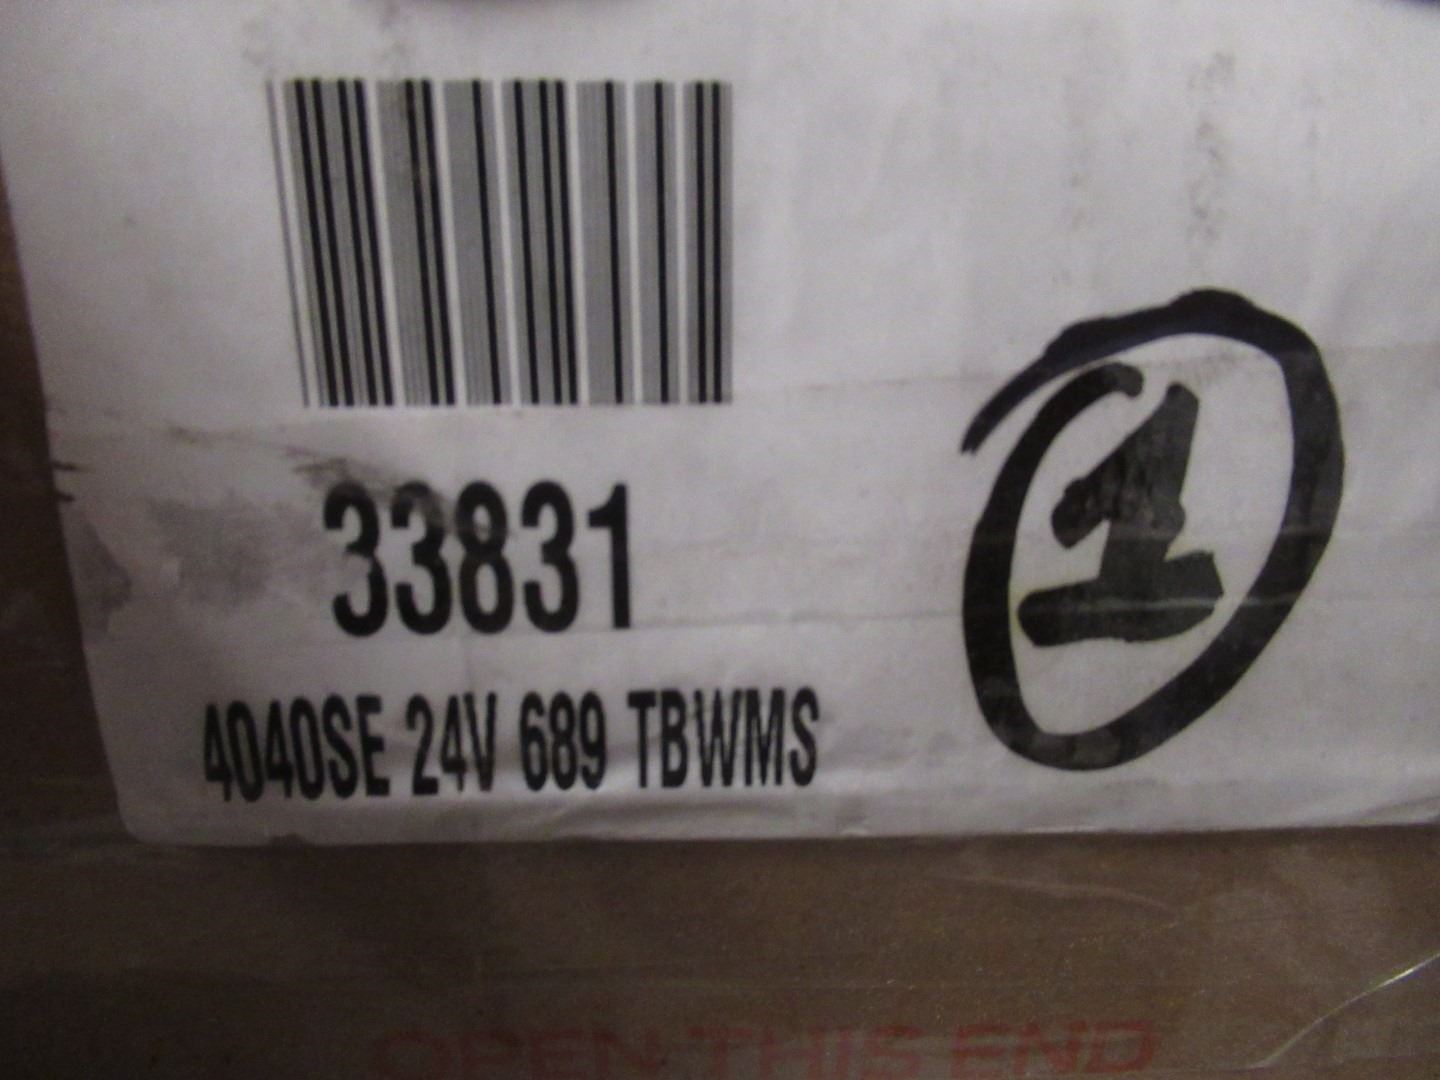 33831
1
4040SE 24V 689 TBWMS
OPEN THIS END